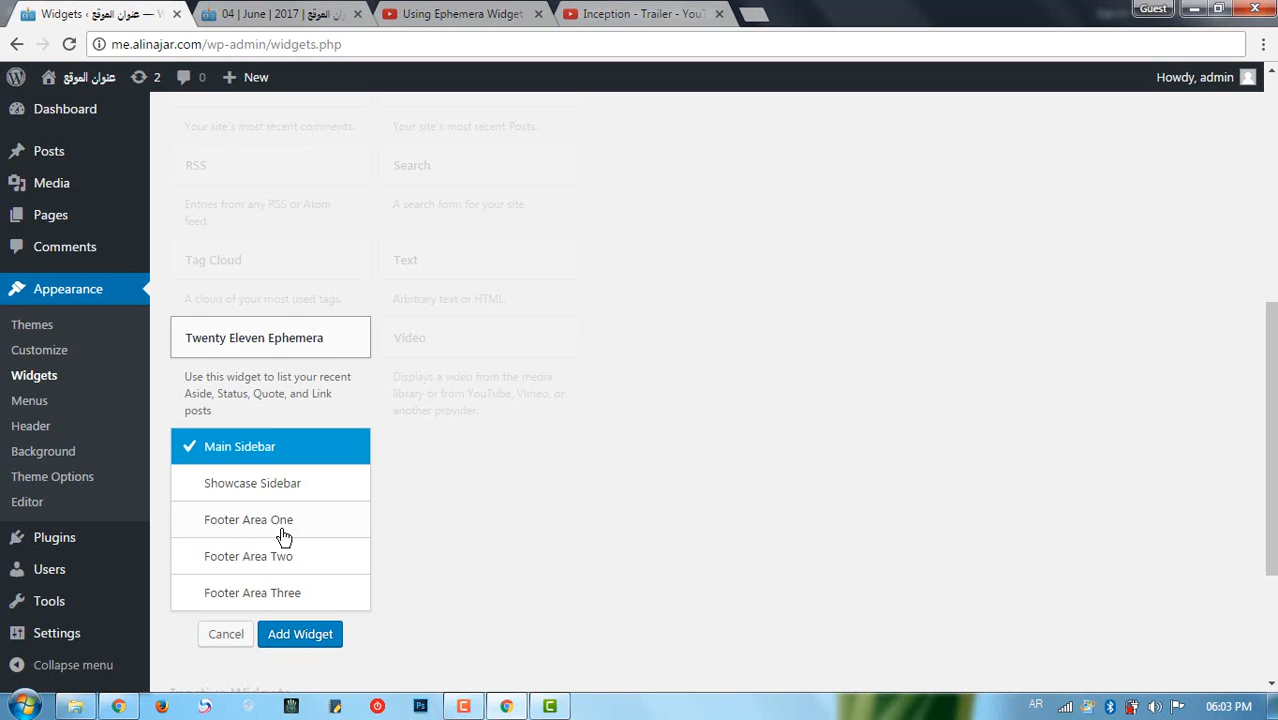 Widgets ‹ عنوان الموقع — W
04 | June | 2017 | عنوان الموقع
Using Ephemera Widget
Inception - Trailer - YouT
Guest
me.alinajar.com/wp-admin/widgets.php
عنوان الموقع
2
0
New
Howdy, admin
Dashboard
Posts
Media
Pages
Comments
Appearance
Themes
Customize
Widgets
Menus
Header
Background
Theme Options
Editor
Plugins
Users
Tools
Settings
Collapse menu
Your site's most recent comments.
Your site's most recent Posts.
RSS
Search
Entries from any RSS or Atom
feed.
A search form for your site.
Tag Cloud
Text
A cloud of your most used tags.
Arbitrary text or HTML.
Twenty Eleven Ephemera
Video
Use this widget to list your recent
Aside, Status, Quote, and Link
posts
Displays a video from the media
library or from YouTube, Vimeo, or
another provider.
Main Sidebar
Showcase Sidebar
Footer Area One
Footer Area Two
Footer Area Three
Cancel
Add Widget
Inactive Widgets
Ps
C
C
AR
06:03 PM